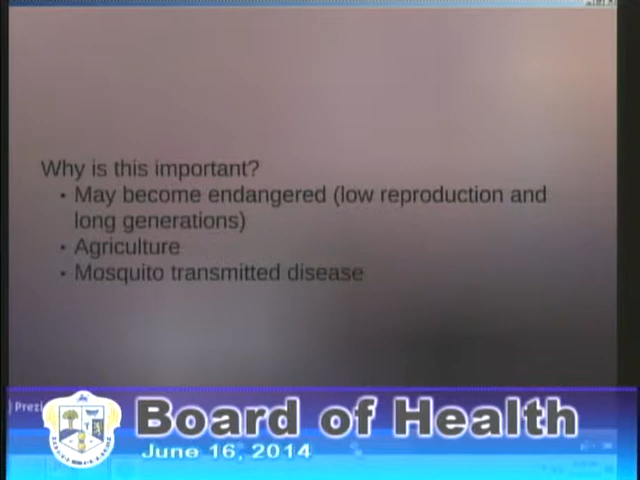 Why is this important?
• May become endangered (low reproduction and
long generations)
• Agriculture
• Mosquito transmitted disease
Prezi
Board of Health
June 16, 2014